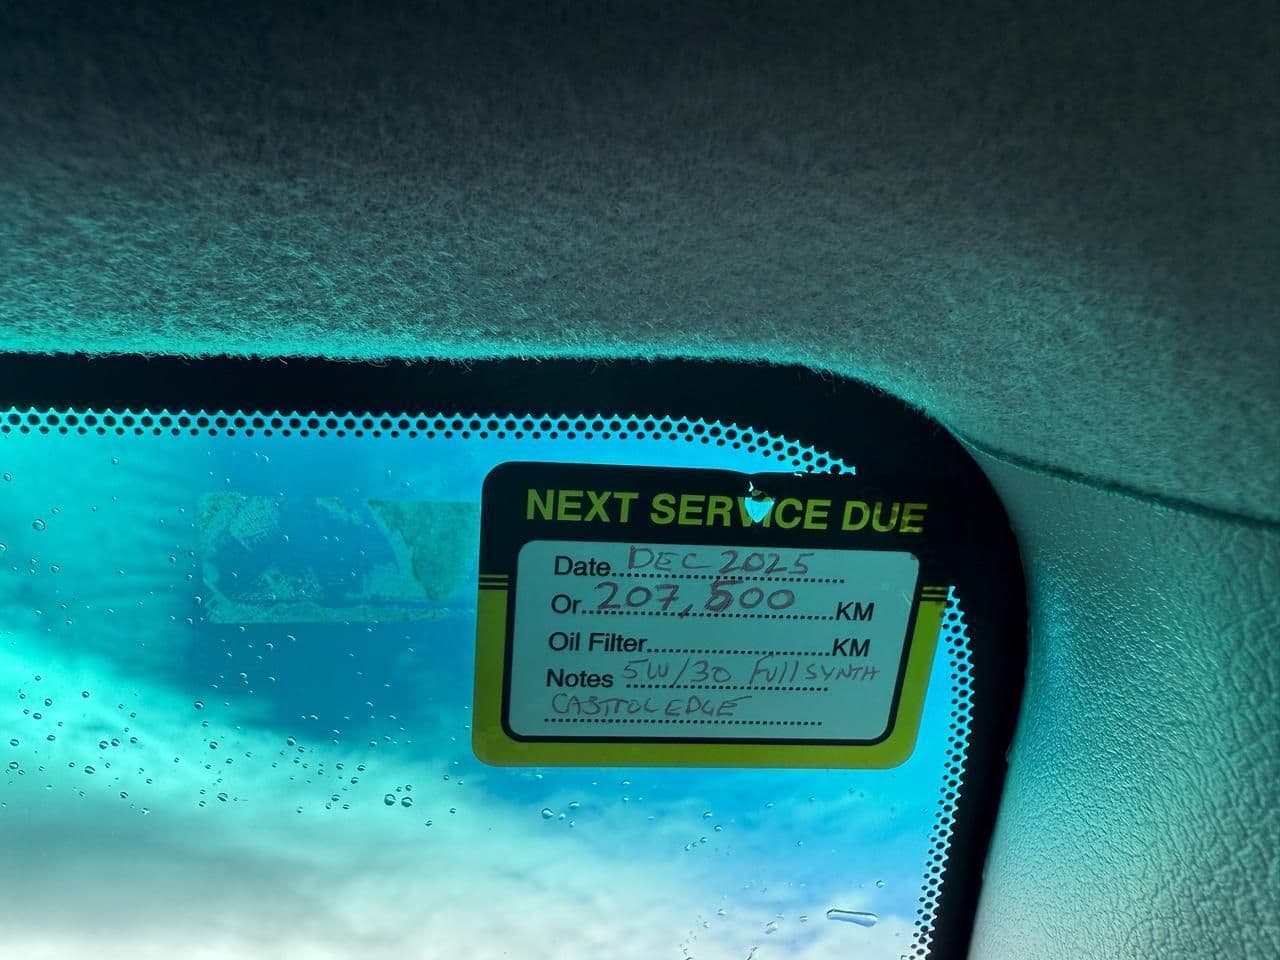 NEXT SERVICE DUE
Date DEC 2025
Or 207,500 KM
Oil Filter KM
Notes 5W/30 Full SYNTH
CASTROL EDGE